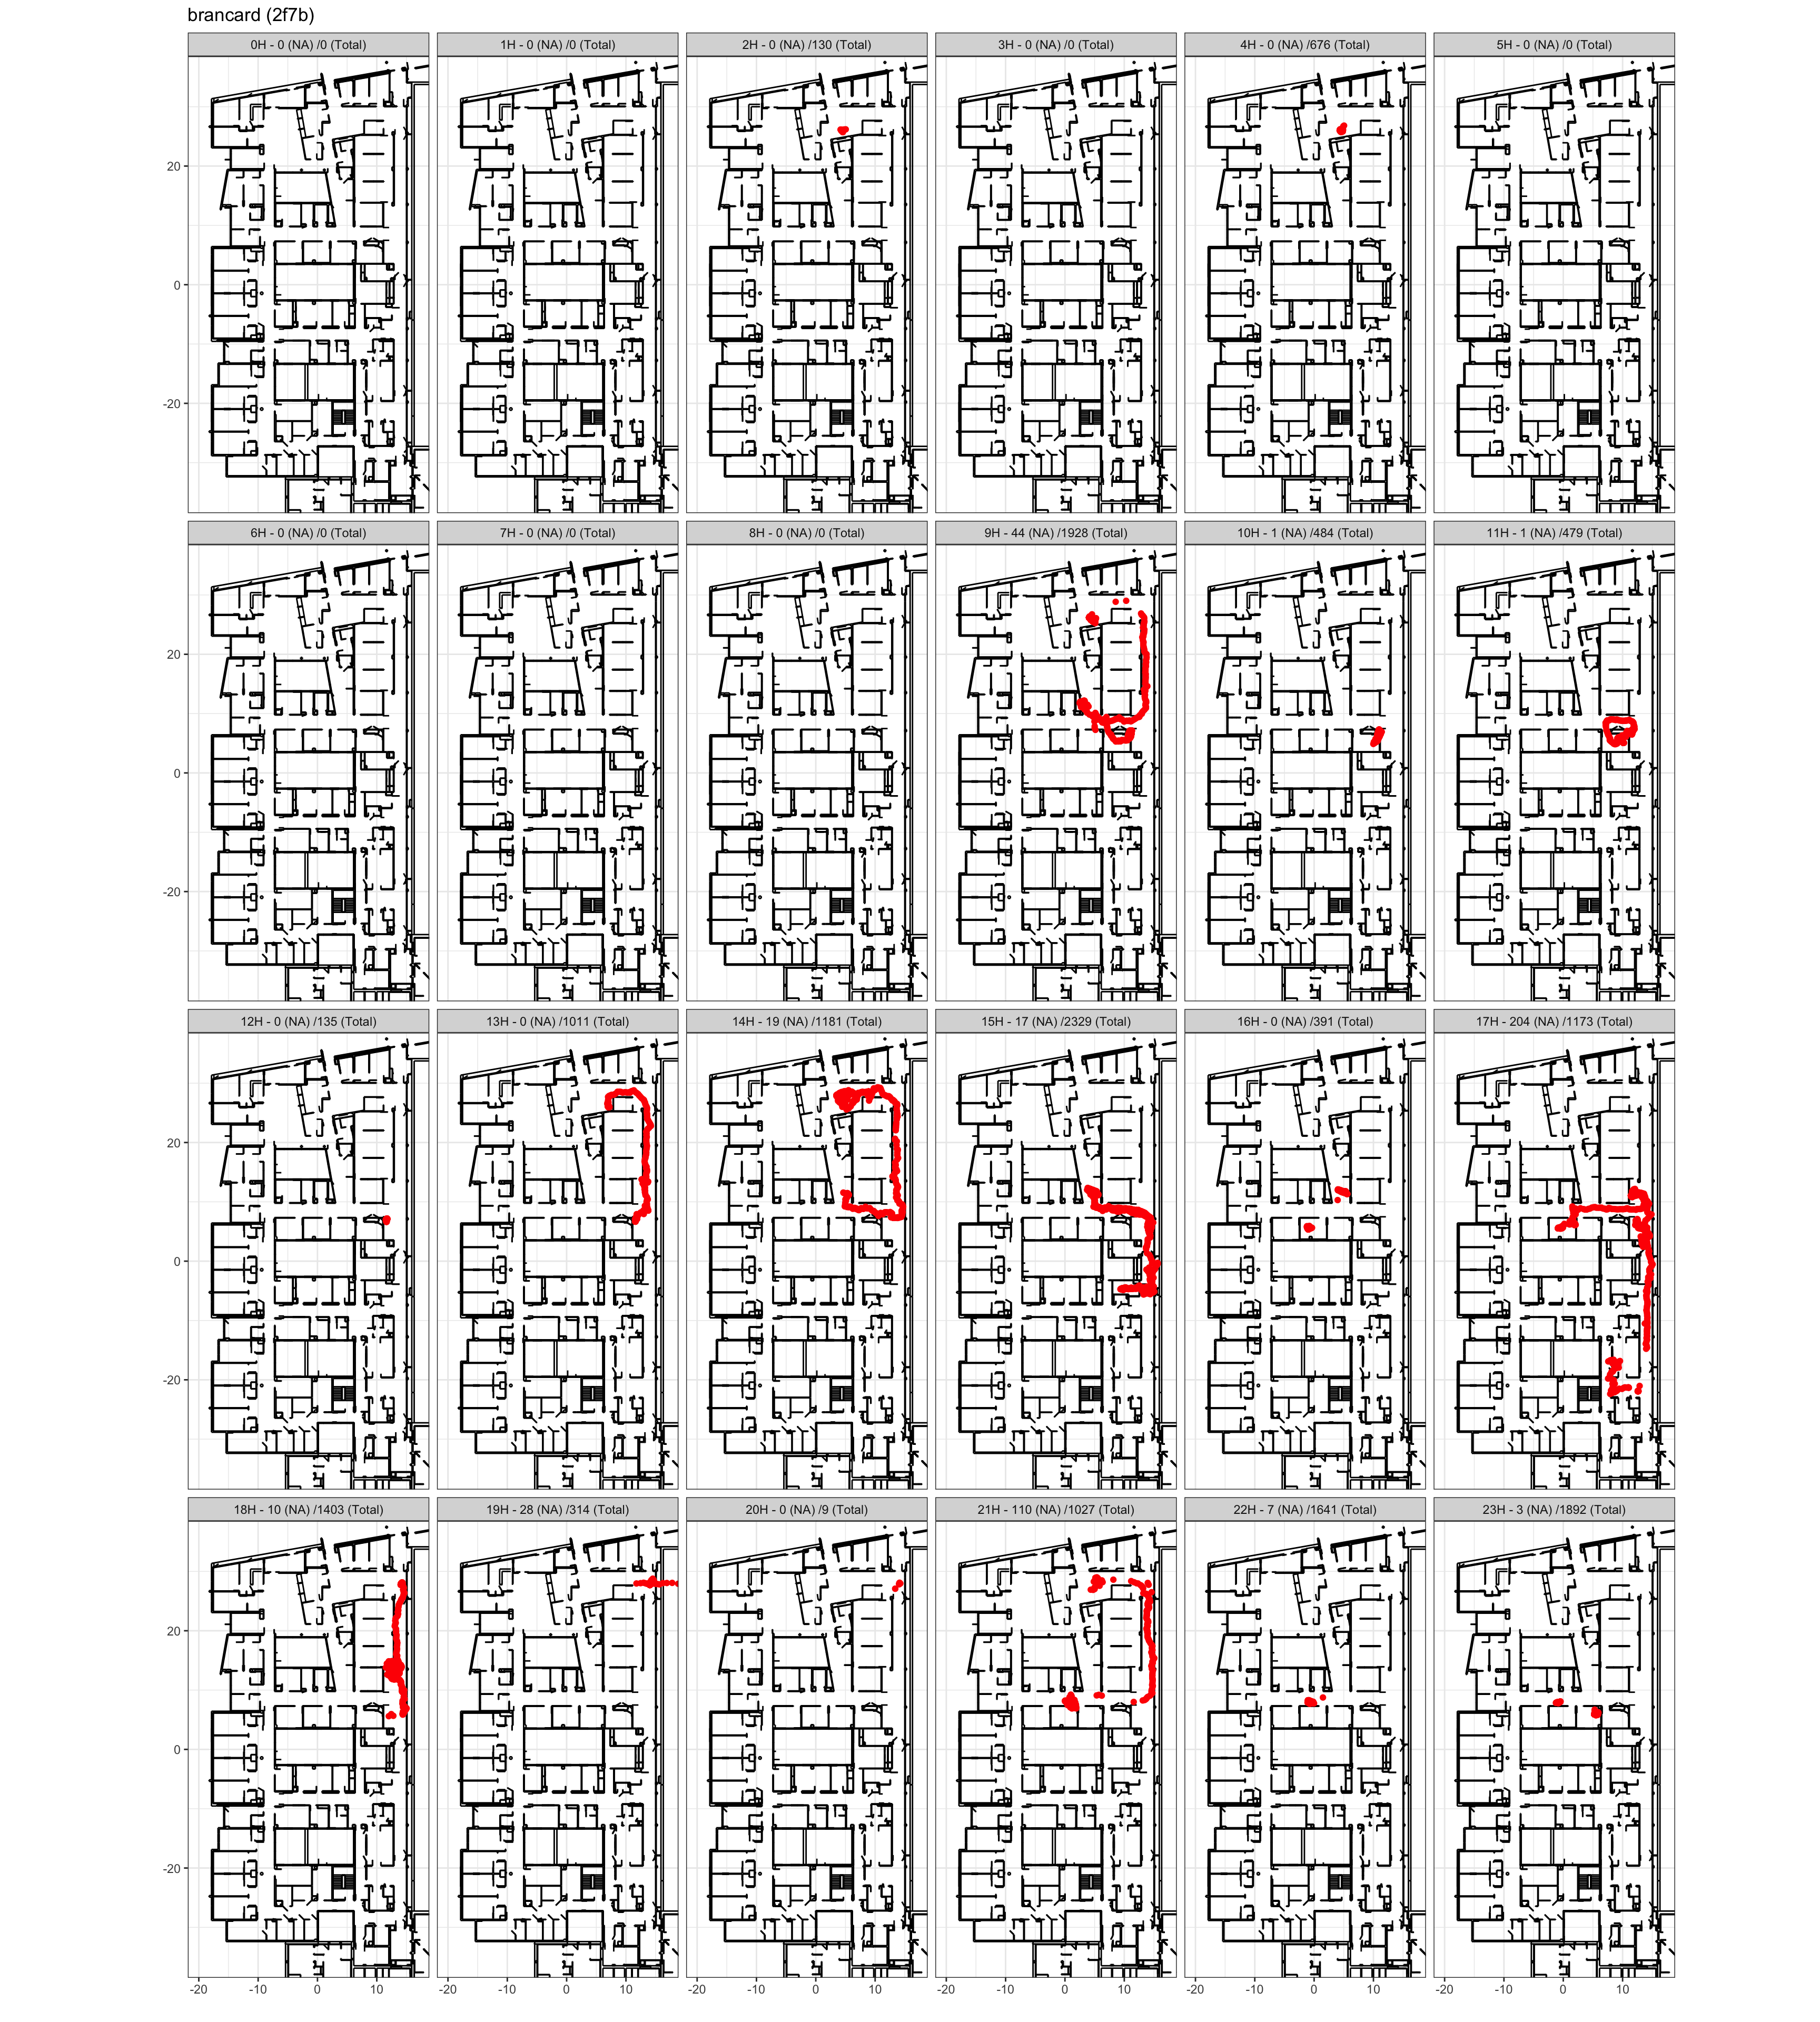 brancard (2f7b)
0H - 0 (NA) /0 (Total) 1H - 0 (NA) /0 (Total) 2H - 0 (NA) /130 (Total) 3H - 0 (NA) /0 (Total) 4H - 0 (NA) /676 (Total) 5H - 0 (NA) /0 (Total)
20
0
-20
6H - 0 (NA) /0 (Total) 7H - 0 (NA) /0 (Total) 8H - 0 (NA) /0 (Total) 9H - 44 (NA) /1928 (Total) 10H - 1 (NA) /484 (Total) 11H - 1 (NA) /479 (Total)
20
0
-20
12H - 0 (NA) /135 (Total) 13H - 0 (NA) /1011 (Total) 14H - 19 (NA) /1181 (Total) 15H - 17 (NA) /2329 (Total) 16H - 0 (NA) /391 (Total) 17H - 204 (NA) /1173 (Total)
20
0
-20
18H - 10 (NA) /1403 (Total) 19H - 28 (NA) /314 (Total) 20H - 0 (NA) /9 (Total) 21H - 110 (NA) /1027 (Total) 22H - 7 (NA) /1641 (Total) 23H - 3 (NA) /1892 (Total)
20
0
-20
-20 -10 0 10 -20 -10 0 10 -20 -10 0 10 -20 -10 0 10 -20 -10 0 10 -20 -10 0 10